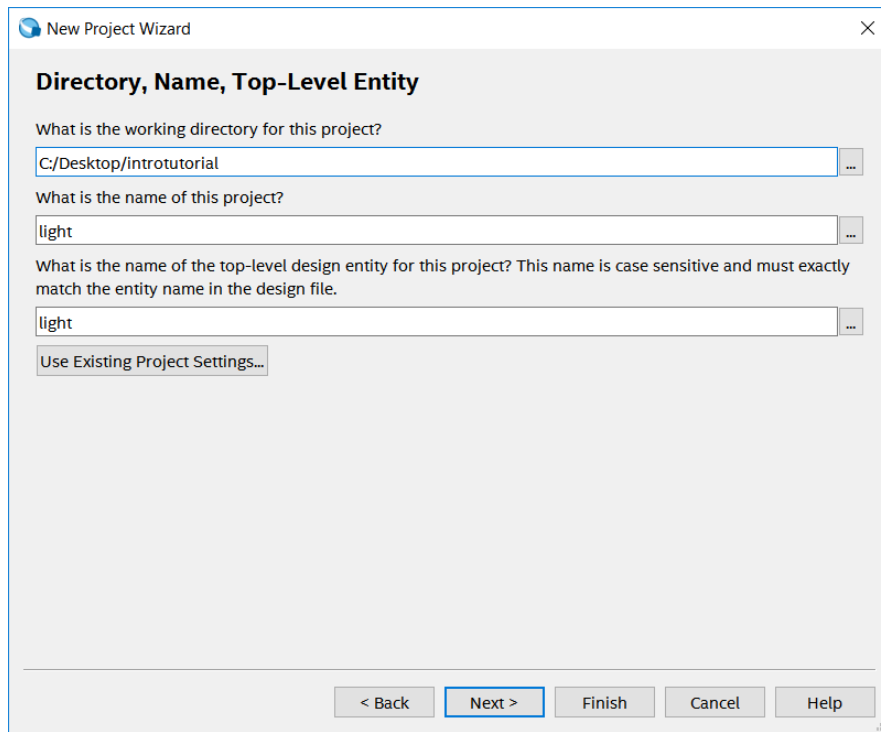 New Project Wizard
Directory, Name, Top-Level Entity
What is the working directory for this project?
C:/Desktop/introtutorial
...
What is the name of this project?
light
...
What is the name of the top-level design entity for this project? This name is case sensitive and must exactly
match the entity name in the design file.
light
...
Use Existing Project Settings...
< Back Next > Finish Cancel Help